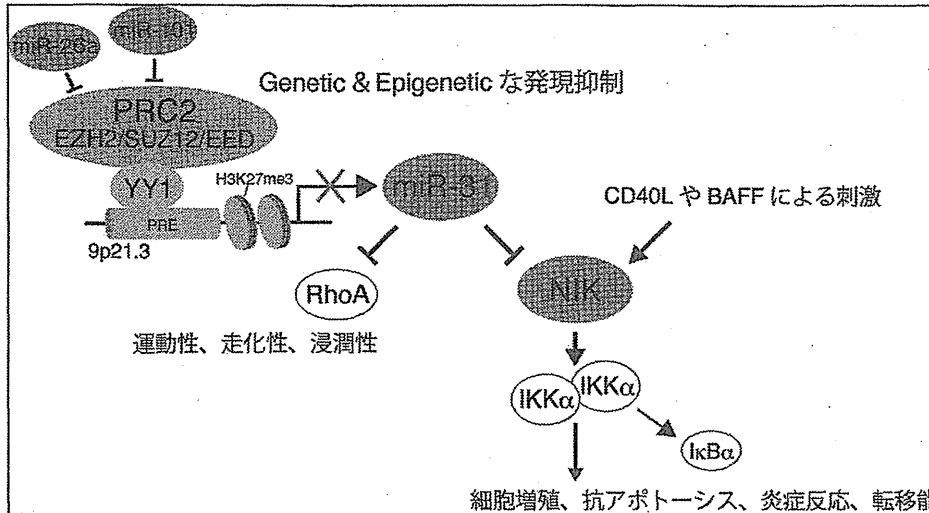 miR-26a
miR-101
Genetic & Epigenetic な発現抑制
PRC2
EZH2/SUZ12/EED
YY1
H3K27me3
miR-31
PRE
9p21.3
CD40L や BAFF による刺激
RhoA
NIK
運動性、走化性、浸潤性
IKKα
IKKα
IκBα
細胞増殖、抗アポトーシス、炎症反応、転移能